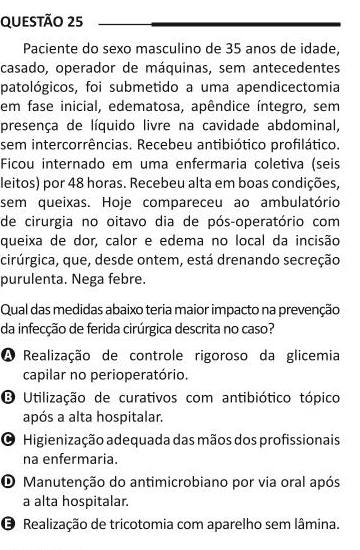 QUESTÃO 25
Paciente do sexo masculino de 35 anos de idade,
casado, operador de máquinas, sem antecedentes
patológicos, foi submetido a uma apendicectomia
em fase inicial, edematosa, apêndice íntegro, sem
presença de líquido livre na cavidade abdominal,
sem intercorrências. Recebeu antibiótico profilático.
Ficou internado em uma enfermaria coletiva (seis
leitos) por 48 horas. Recebeu alta em boas condições,
sem queixas. Hoje compareceu ao ambulatório
de cirurgia no oitavo dia de pós-operatório com
queixa de dor, calor e edema no local da incisão
cirúrgica, que, desde ontem, está drenando secreção
purulenta. Nega febre.
Qual das medidas abaixo teria maior impacto na prevenção
da infecção de ferida cirúrgica descrita no caso?
A Realização de controle rigoroso da glicemia
capilar no perioperatório.
B Utilização de curativos com antibiótico tópico
após a alta hospitalar.
C Higienização adequada das mãos dos profissionais
na enfermaria.
D Manutenção do antimicrobiano por via oral após
a alta hospitalar.
E Realização de tricotomia com aparelho sem lâmina.